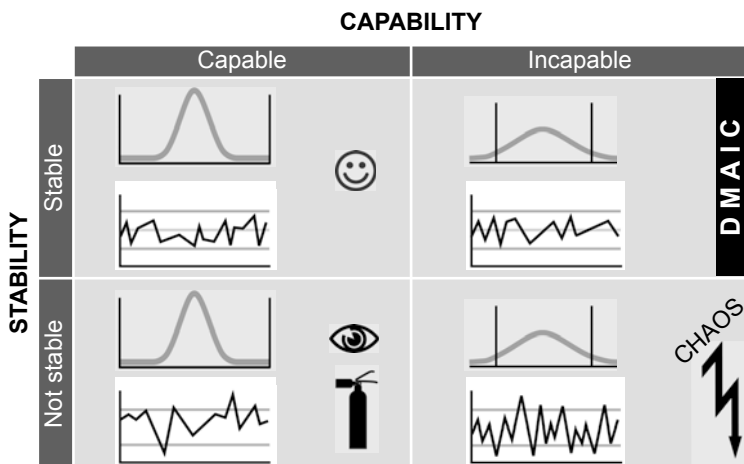 CAPABILITY
Capable
Incapable
STABILITY
Stable
DMAIC
Not stable
CHAOS